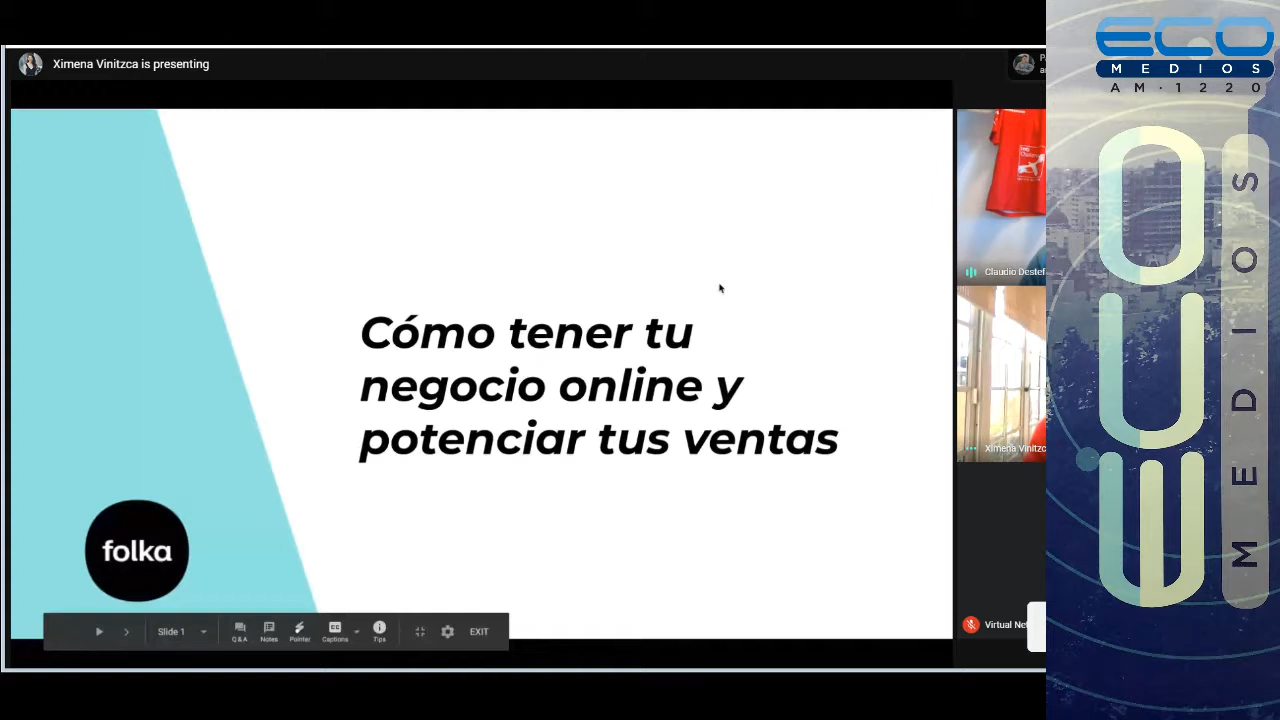 Ximena Vinitzca is presenting
Cómo tener tu
negocio online y
potenciar tus ventas
folka
Slide 1
Q&A
Notes
Pointer
Captions
Tips
EXIT
Claudio Destef
Ximena Vinitzc
Virtual Net
ECO
MEDIOS
AM·1220
ECO
MEDIOS